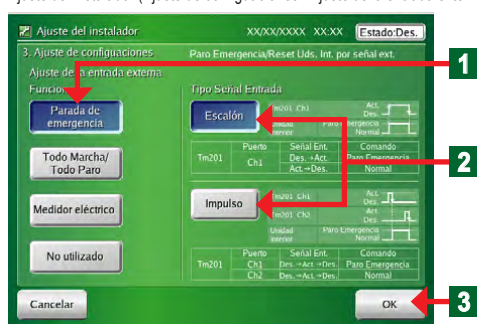 Ajuste del instalador XX/XX/XXXX XX:XX Estado:Des.
3. Ajuste de configuaciones Paro Emergencia/Reset Uds. Int. por señal ext.
Ajuste de la entrada externa
Tipo Señal Entrada
1
Parada de emergencia
Escalón
Tm201 Ch1 Act. Des.
Unidad Interior Paro Emergencia Normal
Todo Marcha/ Todo Paro
Puerto Señal Ent. Comando
Tm201 Ch1 Des.→Act. Paro Emergencia
Act.→Des. Normal
2
Medidor eléctrico
Impulso
Tm201 Ch1 Act. Des.
Tm201 Ch2 Act. Des.
Unidad Interior Paro Emergencia Normal
No utilizado
Puerto Señal Ent. Comando
Tm201 Ch1 Des.→Act.→Des. Paro Emergencia
Ch2 Des.→Act.→Des. Normal
Cancelar OK
3